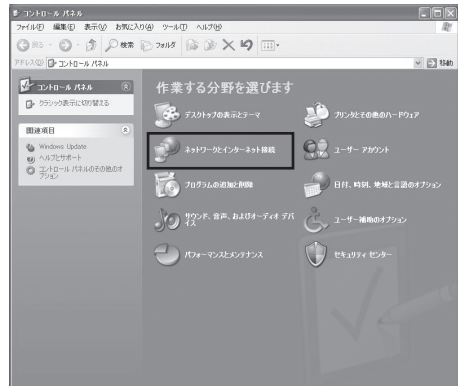 コントロール パネル
ファイル(F) 編集(E) 表示(V) お気に入り(A) ツール(T) ヘルプ(H)
戻る 検索 フォルダ
アドレス(D) コントロール パネル 移動
コントロール パネル
クラシック表示に切り替える
関連項目
Windows Update
ヘルプとサポート
コントロール パネルのその他のオプション
作業する分野を選びます
デスクトップの表示とテーマ
プリンタとその他のハードウェア
ネットワークとインターネット接続
ユーザー アカウント
プログラムの追加と削除
日付、時刻、地域と言語のオプション
サウンド、音声、およびオーディオ デバ
イス
ユーザー補助のオプション
パフォーマンスとメンテナンス
セキュリティ センター